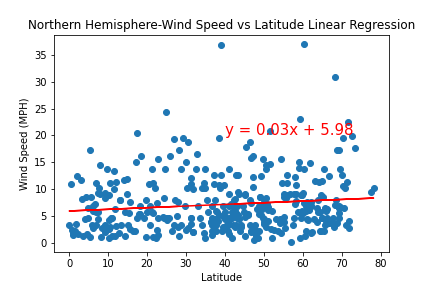 Northern Hemisphere-Wind Speed vs Latitude Linear Regression
35
30
25
20
15
10
5
0
Wind Speed (MPH)
y = 0.03x + 5.98
0 10 20 30 40 50 60 70 80
Latitude